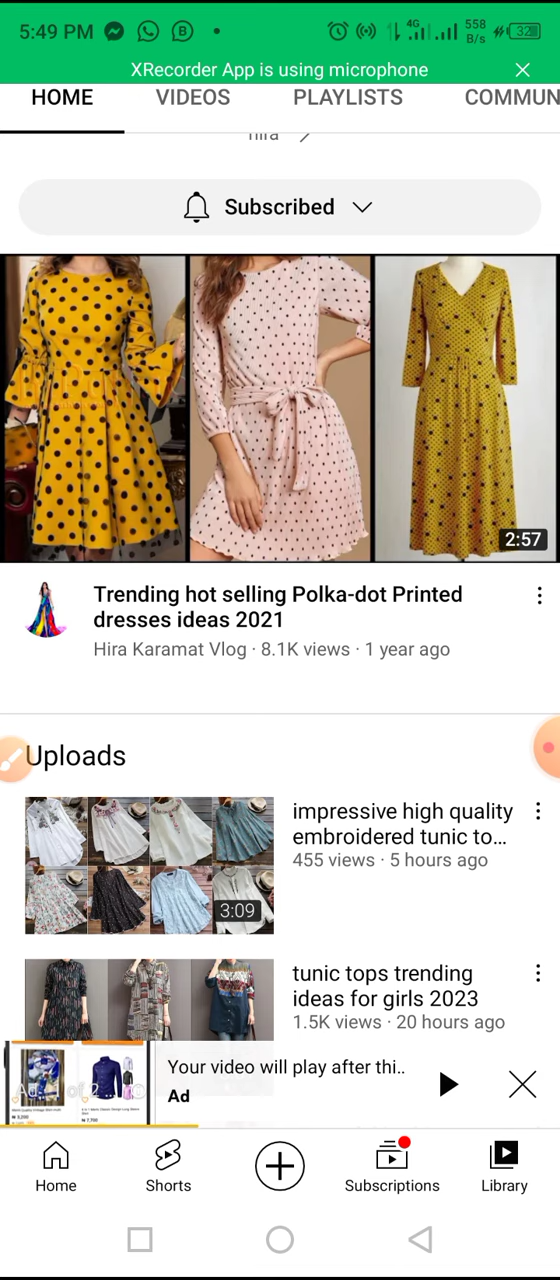 5:49 PM
4G
558
B/s
32
XRecorder App is using microphone
HOME VIDEOS PLAYLISTS COMMUN
Subscribed
2:57
Trending hot selling Polka-dot Printed
dresses ideas 2021
Hira Karamat Vlog · 8.1K views · 1 year ago
Uploads
impressive high quality
embroidered tunic to...
455 views · 5 hours ago
3:09
tunic tops trending
ideas for girls 2023
1.5K views · 20 hours ago
Your video will play after thi..
Ad
Home Shorts Subscriptions Library